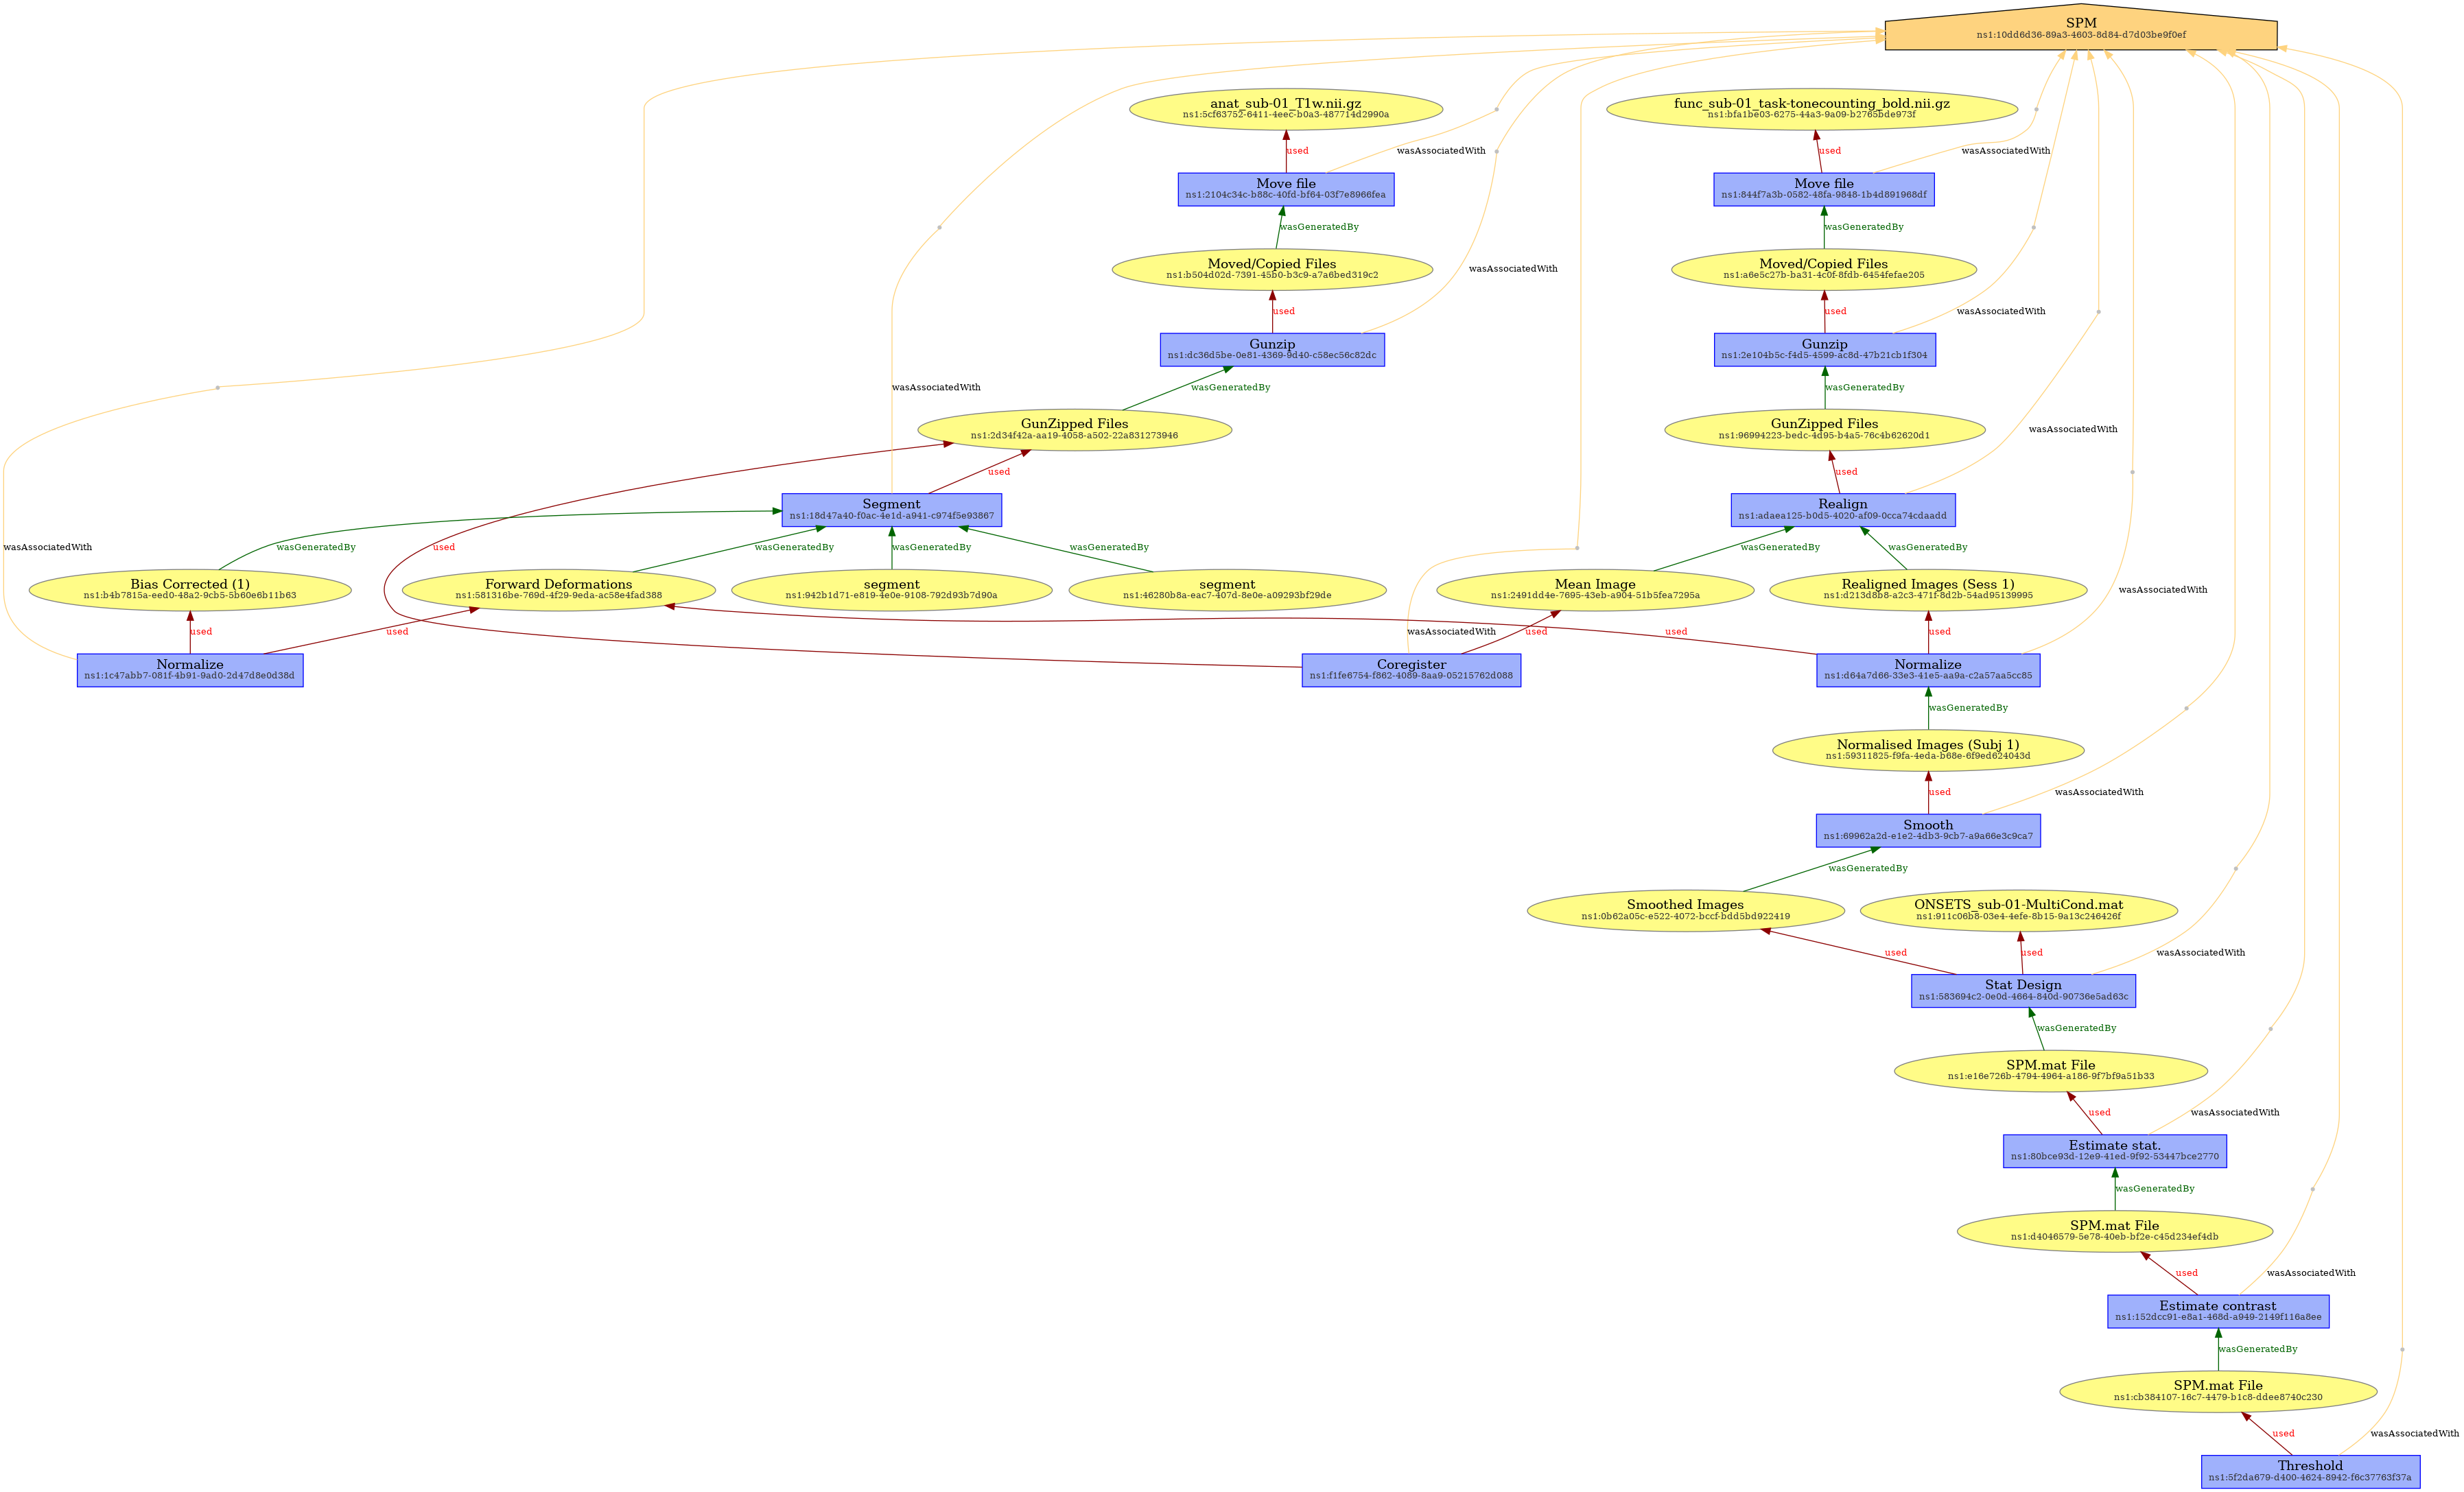 SPM
ns1:10dd6d36-89a3-4603-8d84-d7d03be9f0ef
anat_sub-01_T1w.nii.gz
ns1:5cf63752-6411-4eec-b0a3-487714d2990a
func_sub-01_task-tonecounting_bold.nii.gz
ns1:bfa1be03-6275-44a3-9a09-b2765bde973f
used
wasAssociatedWith
used
wasAssociatedWith
Move file
ns1:2104c34c-b88c-40fd-bf64-03f7e8966fea
Move file
ns1:844f7a3b-0582-48fa-9848-1b4d891968df
wasGeneratedBy
wasGeneratedBy
Moved/Copied Files
ns1:b504d02d-7391-45b0-b3c9-a7a6bed319c2
wasAssociatedWith
Moved/Copied Files
ns1:a6e5c27b-ba31-4c0f-8fdb-6454fefae205
used
used
wasAssociatedWith
Gunzip
ns1:dc36d5be-0e81-4369-9d40-c58ec56c82dc
Gunzip
ns1:2e104b5c-f4d5-4599-ac8d-47b21cb1f304
wasAssociatedWith
wasGeneratedBy
wasGeneratedBy
GunZipped Files
ns1:2d34f42a-aa19-4058-a502-22a831273946
GunZipped Files
ns1:96994223-bedc-4d95-b4a5-76c4b62620d1
wasAssociatedWith
used
used
Segment
ns1:18d47a40-f0ac-4e1d-a941-c974f5e93867
Realign
ns1:adaea125-b0d5-4020-af09-0cca74cdaadd
wasAssociatedWith
wasGeneratedBy
used
wasGeneratedBy
wasGeneratedBy
wasGeneratedBy
wasGeneratedBy
wasGeneratedBy
Bias Corrected (1)
ns1:b4b7815a-eed0-48a2-9cb5-5b60e6b11b63
Forward Deformations
ns1:581316be-769d-4f29-9eda-ac58e4fad388
segment
ns1:942b1d71-e819-4e0e-9108-792d93b7d90a
segment
ns1:46280b8a-eac7-407d-8e0e-a09293bf29de
Mean Image
ns1:2491dd4e-7695-43eb-a904-51b5fea7295a
Realigned Images (Sess 1)
ns1:d213d8b8-a2c3-471f-8d2b-54ad95139995
wasAssociatedWith
used
used
wasAssociatedWith
used
used
used
Normalize
ns1:1c47abb7-081f-4b91-9ad0-2d47d8e0d38d
Coregister
ns1:f1fe6754-f862-4089-8aa9-05215762d088
Normalize
ns1:d64a7d66-33e3-41e5-aa9a-c2a57aa5cc85
wasGeneratedBy
Normalised Images (Subj 1)
ns1:59311825-f9fa-4eda-b68e-6f9ed624043d
used
wasAssociatedWith
Smooth
ns1:69962a2d-e1e2-4db3-9cb7-a9a66e3c9ca7
wasGeneratedBy
Smoothed Images
ns1:0b62a05c-e522-4072-bccf-bdd5bd922419
ONSETS_sub-01-MultiCond.mat
ns1:911c06b8-03e4-4efe-8b15-9a13c246426f
used
used
wasAssociatedWith
Stat Design
ns1:583694c2-0e0d-4664-840d-90736e5ad63c
wasGeneratedBy
SPM.mat File
ns1:e16e726b-4794-4964-a186-9f7bf9a51b33
used
wasAssociatedWith
Estimate stat.
ns1:80bce93d-12e9-41ed-9f92-53447bce2770
wasGeneratedBy
SPM.mat File
ns1:d4046579-5e78-40eb-bf2e-c45d234ef4db
used
wasAssociatedWith
Estimate contrast
ns1:152dcc91-e8a1-468d-a949-2149f116a8ee
wasGeneratedBy
SPM.mat File
ns1:cb384107-16c7-4479-b1c8-ddee8740c230
used
wasAssociatedWith
Threshold
ns1:5f2da679-d400-4624-8942-f6c37763f37a